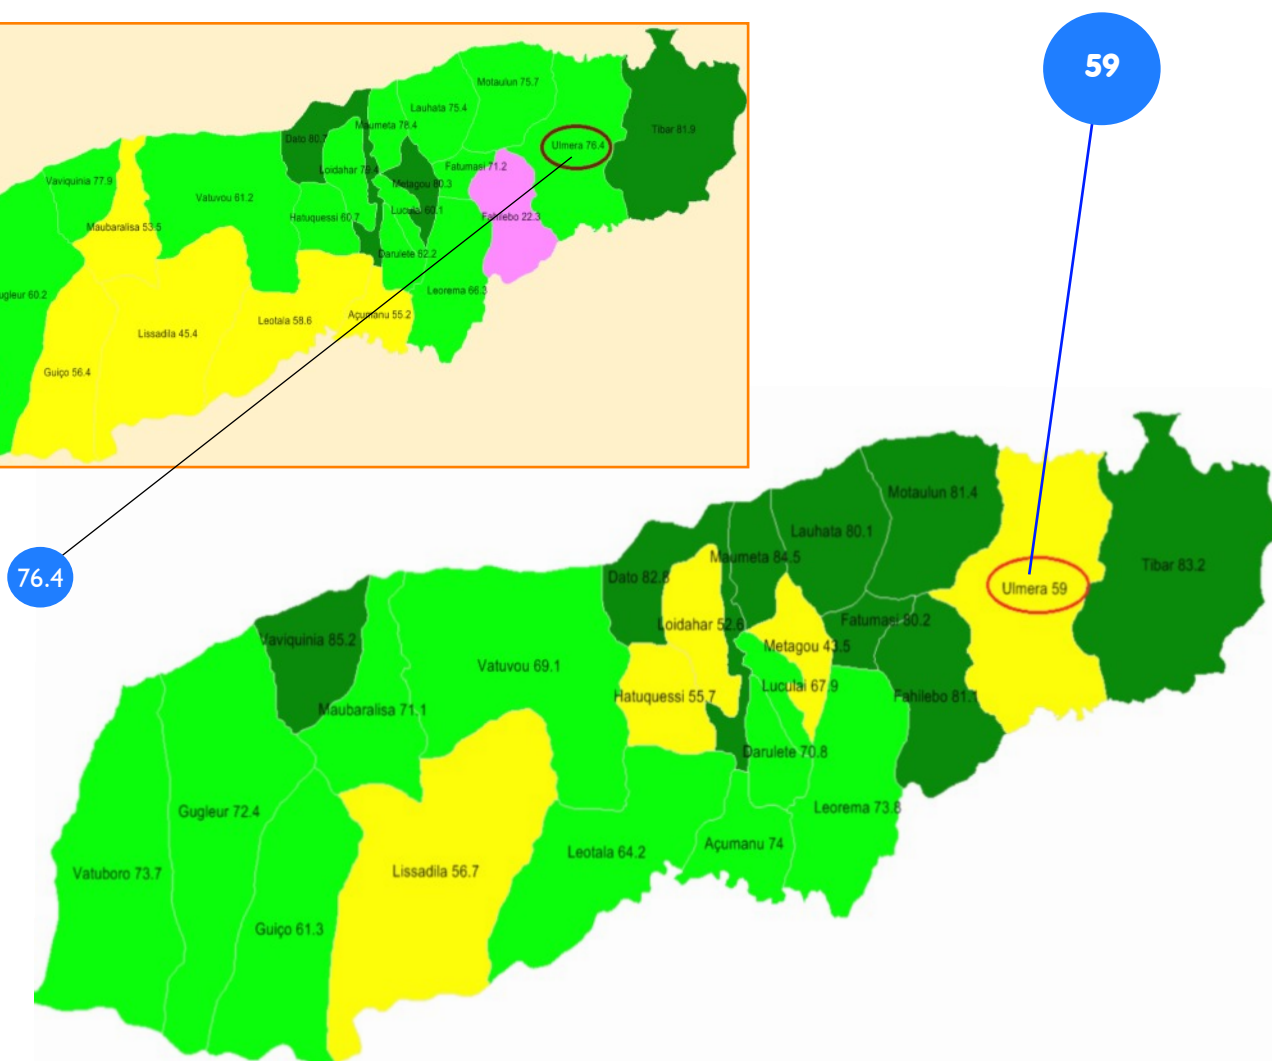 59
Motaulun 75.7
Lauhata 75.4
Maumeta 78.4
Tibar 81.9
Dato 80.7
Ulmera 76.4
Loidahar 79.4
Fatumasi 71.2
Vaviquinia 77.9
Metagou 80.3
Vatuvou 61.2
Luculai 60.1
Hatuquessi 60.7
Fahilebo 22.3
Maubaralisa 53.5
Darulete 62.2
ugleur 60.2
Leorema 66.3
Açumanu 55.2
Leotala 58.6
Lissadila 45.4
Guiço 56.4
76.4
Motaulun 81.4
Lauhata 80.1
Maumeta 84.5
Tibar 83.2
Dato 82.8
Ulmera 59
Loidahar 52.6
Fatumasi 80.2
Vaviquinia 85.2
Metagou 43.5
Vatuvou 69.1
Luculai 67.9
Hatuquessi 55.7
Fahilebo 81.1
Maubaralisa 71.1
Darulete 70.8
Gugleur 72.4
Leorema 73.8
Açumanu 74
Leotala 64.2
Vatuboro 73.7
Lissadila 56.7
Guiço 61.3